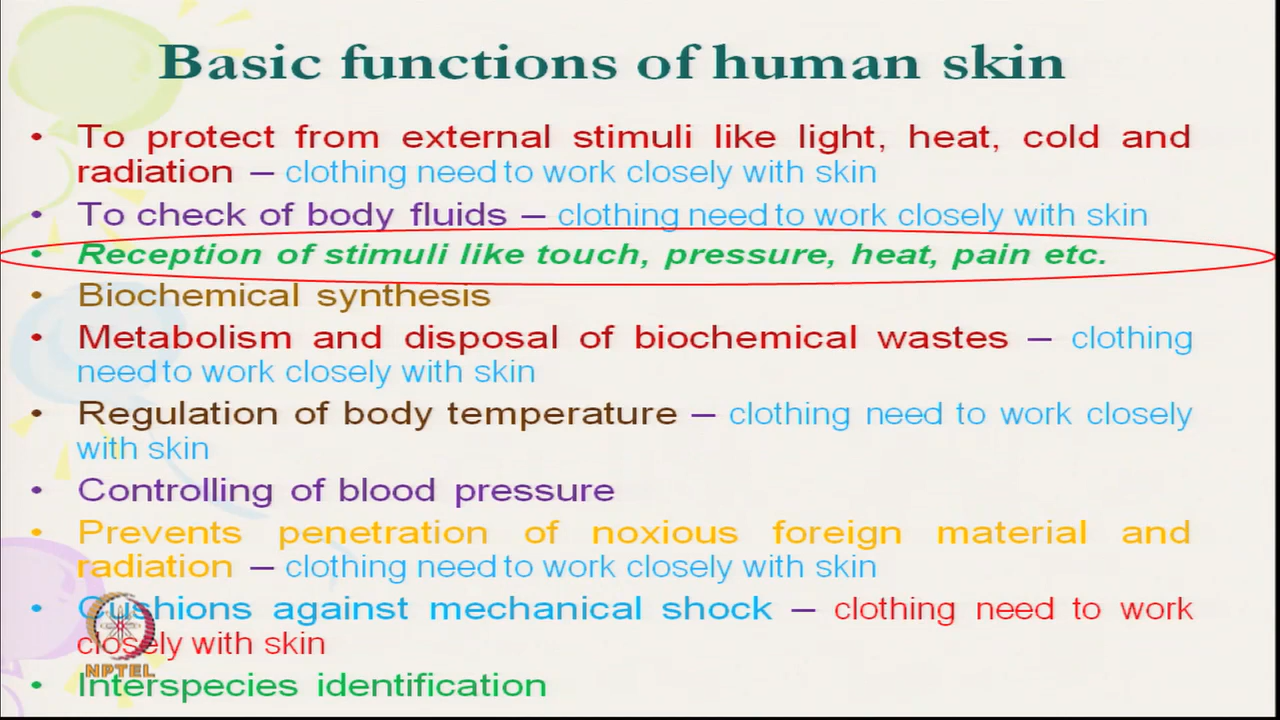 Basic functions of human skin
• To protect from external stimuli like light, heat, cold and
radiation – clothing need to work closely with skin
• To check of body fluids – clothing need to work closely with skin
• Reception of stimuli like touch, pressure, heat, pain etc.
• Biochemical synthesis
• Metabolism and disposal of biochemical wastes – clothing
need to work closely with skin
• Regulation of body temperature – clothing need to work closely
with skin
• Controlling of blood pressure
• Prevents penetration of noxious foreign material and
radiation – clothing need to work closely with skin
• Cushions against mechanical shock – clothing need to work
closely with skin
NPTEL
• Interspecies identification